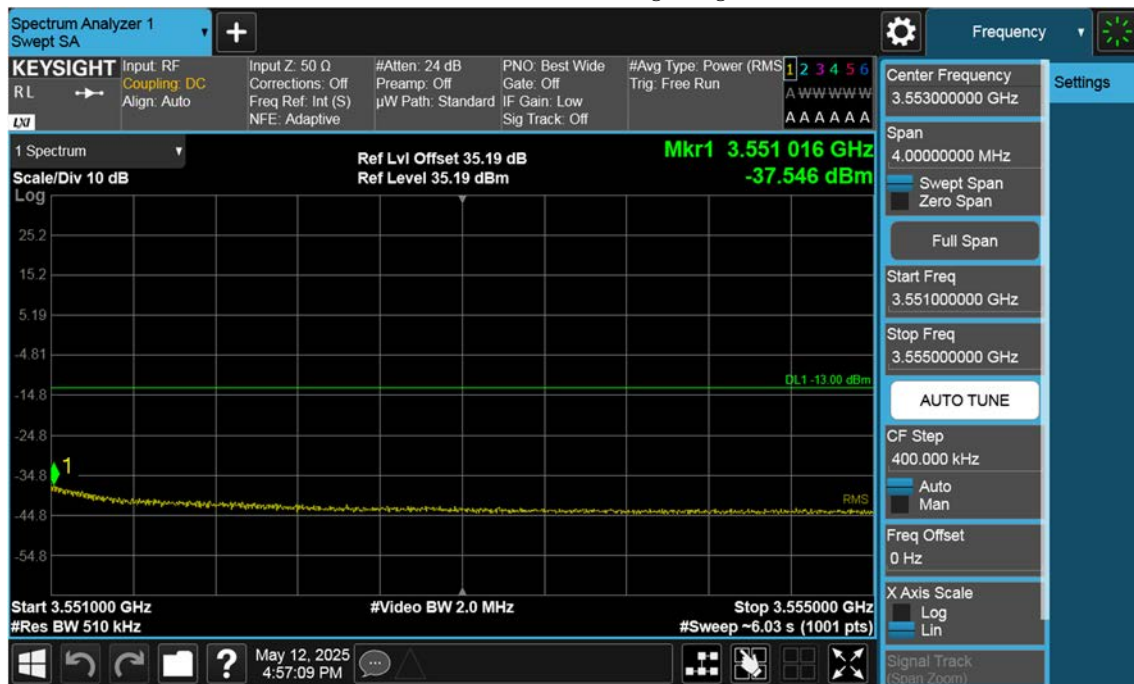 Spectrum Analyzer 1
Swept SA
+
Frequency
KEYSIGHT
RL
LXI
Input: RF
Coupling: DC
Align: Auto
Input Z: 50 Ω
Corrections: Off
Freq Ref: Int (S)
NFE: Adaptive
#Atten: 24 dB
Preamp: Off
µW Path: Standard
PNO: Best Wide
Gate: Off
IF Gain: Low
Sig Track: Off
#Avg Type: Power (RMS
Trig: Free Run
1 2 3 4 5 6
A W W W W W
A A A A A A
1 Spectrum
Scale/Div 10 dB
Log
Ref Lvl Offset 35.19 dB
Ref Level 35.19 dBm
Mkr1 3.551 016 GHz
-37.546 dBm
25.2
15.2
5.19
-4.81
DL1 -13.00 dBm
-14.8
-24.8
1
-34.8
RMS
-44.8
-54.8
Start 3.551000 GHz
#Video BW 2.0 MHz
Stop 3.555000 GHz
#Res BW 510 kHz
#Sweep ~6.03 s (1001 pts)
?
May 12, 2025
4:57:09 PM
Center Frequency
3.553000000 GHz
Span
4.00000000 MHz
Swept Span
Zero Span
Full Span
Start Freq
3.551000000 GHz
Stop Freq
3.555000000 GHz
AUTO TUNE
CF Step
400.000 kHz
Auto
Man
Freq Offset
0 Hz
X Axis Scale
Log
Lin
Signal Track
(Span Zoom)
Settings